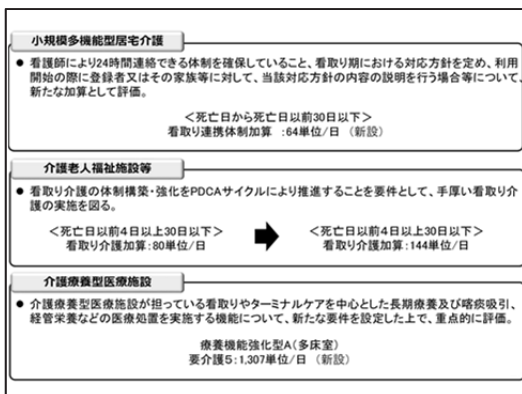 小規模多機能型居宅介護
● 看護師により24時間連絡できる体制を確保していること、看取り期における対応方針を定め、利用
開始の際に登録者又はその家族等に対して、当該対応方針の内容の説明を行う場合等について、
新たな加算として評価。
<死亡日から死亡日以前30日以下>
看取り連携体制加算 :64単位/日 (新設)
介護老人福祉施設等
● 看取り介護の体制構築・強化をPDCAサイクルにより推進することを要件として、手厚い看取り介
護の実施を図る。
<死亡日以前4日以上30日以下> <死亡日以前4日以上30日以下>
看取り介護加算:80単位/日 看取り介護加算:144単位/日
介護療養型医療施設
● 介護療養型医療施設が担っている看取りやターミナルケアを中心とした長期療養及び喀痰吸引、
経管栄養などの医療処置を実施する機能について、新たな要件を設定した上で、重点的に評価。
療養機能強化型A(多床室)
要介護5:1,307単位/日 (新設)